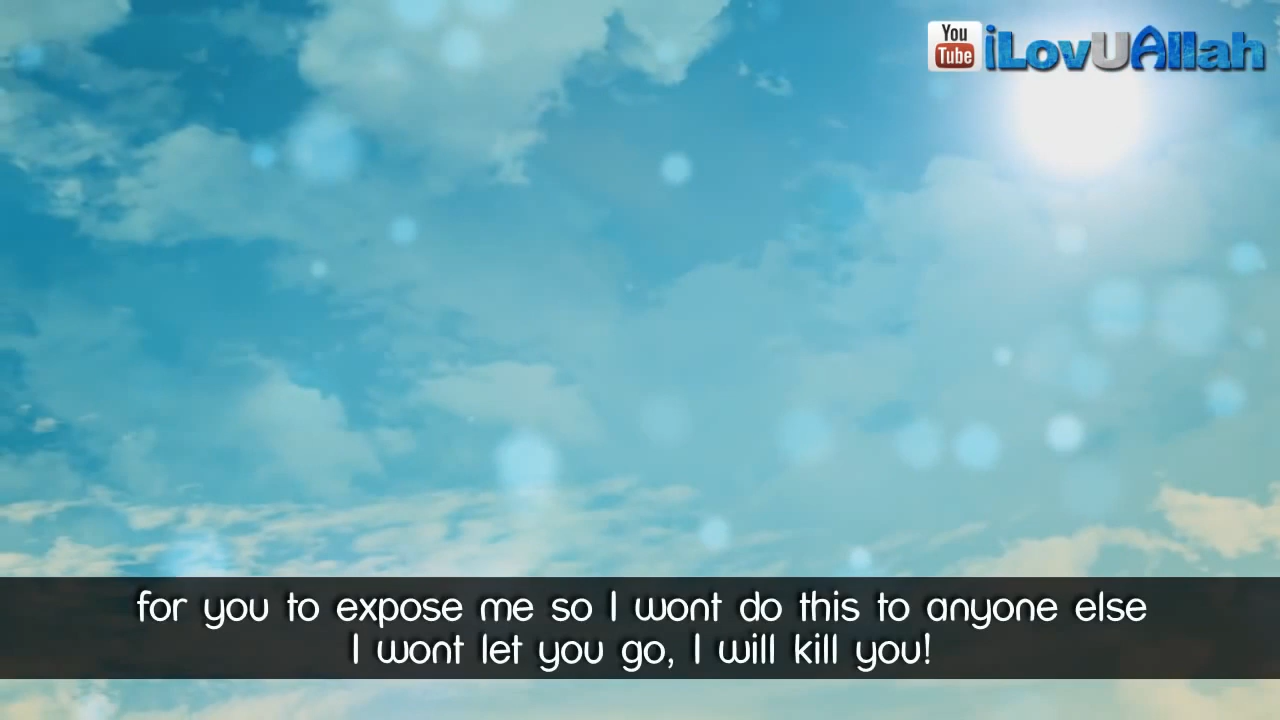 You
Tube
iLovUAllah
for you to expose me so I wont do this to anyone else
I wont let you go, I will kill you!